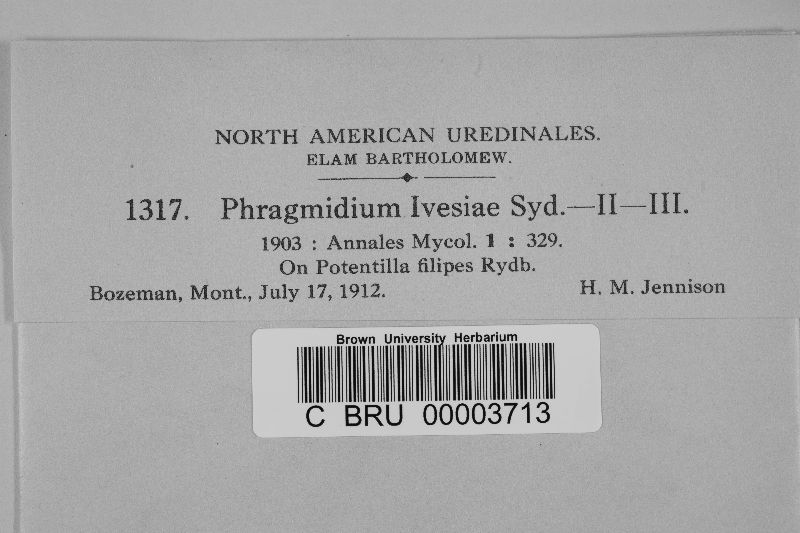 NORTH AMERICAN UREDINALES.
ELAM BARTHOLOMEW.
1317. Phragmidium Ivesiae Syd.—II—III.
1903 : Annales Mycol. 1 : 329.
On Potentilla filipes Rydb.
Bozeman, Mont., July 17, 1912. H. M. Jennison
Brown University Herbarium
C BRU 00003713